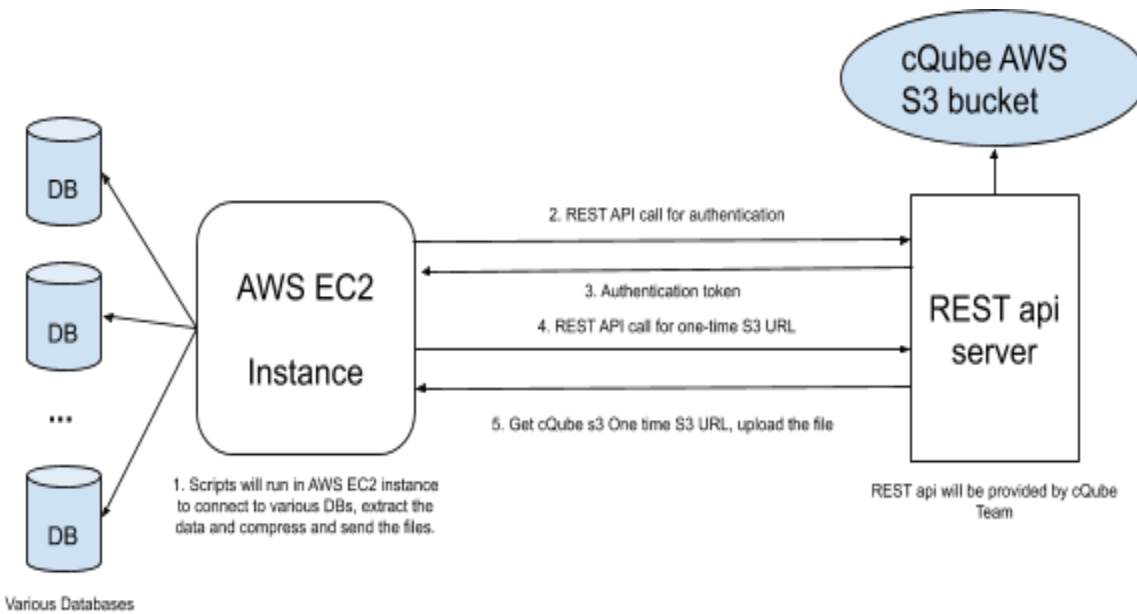 cQube AWS
S3 bucket
DB
DB
...
DB
Various Databases
AWS EC2
Instance
1. Scripts will run in AWS EC2 instance
to connect to various DBs, extract the
data and compress and send the files.
2. REST API call for authentication
3. Authentication token
4. REST API call for one-time S3 URL
5. Get cQube s3 One time S3 URL, upload the file
REST api
server
REST api will be provided by cQube
Team